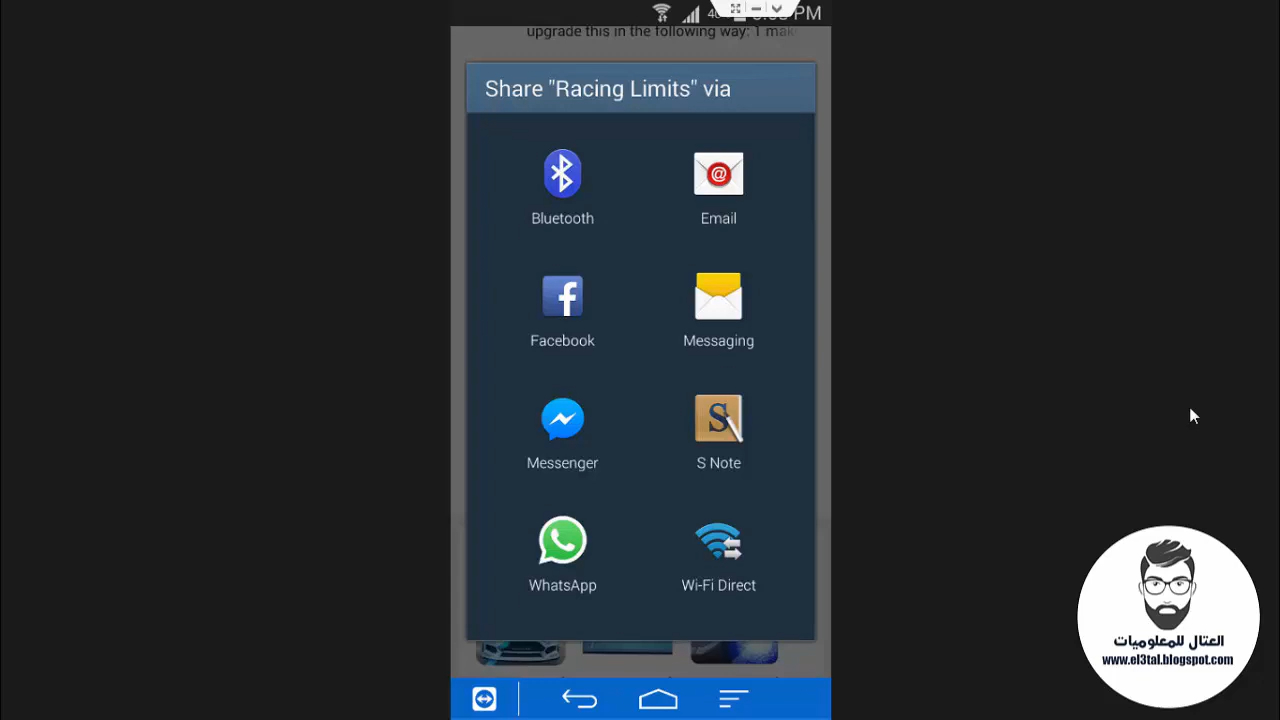 upgrade this in the following way: 1 mak
Share "Racing Limits" via
Bluetooth
Email
Facebook
Messaging
Messenger
S Note
WhatsApp
Wi-Fi Direct
العتال للمعلوميات
www.el3tal.blogspot.com